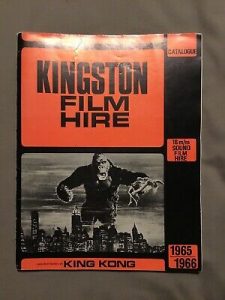 CATALOGUE
KINGSTON
FILM
HIRE
16 m/m
SOUND
FILM
HIRE
KING KONG
1965
1966